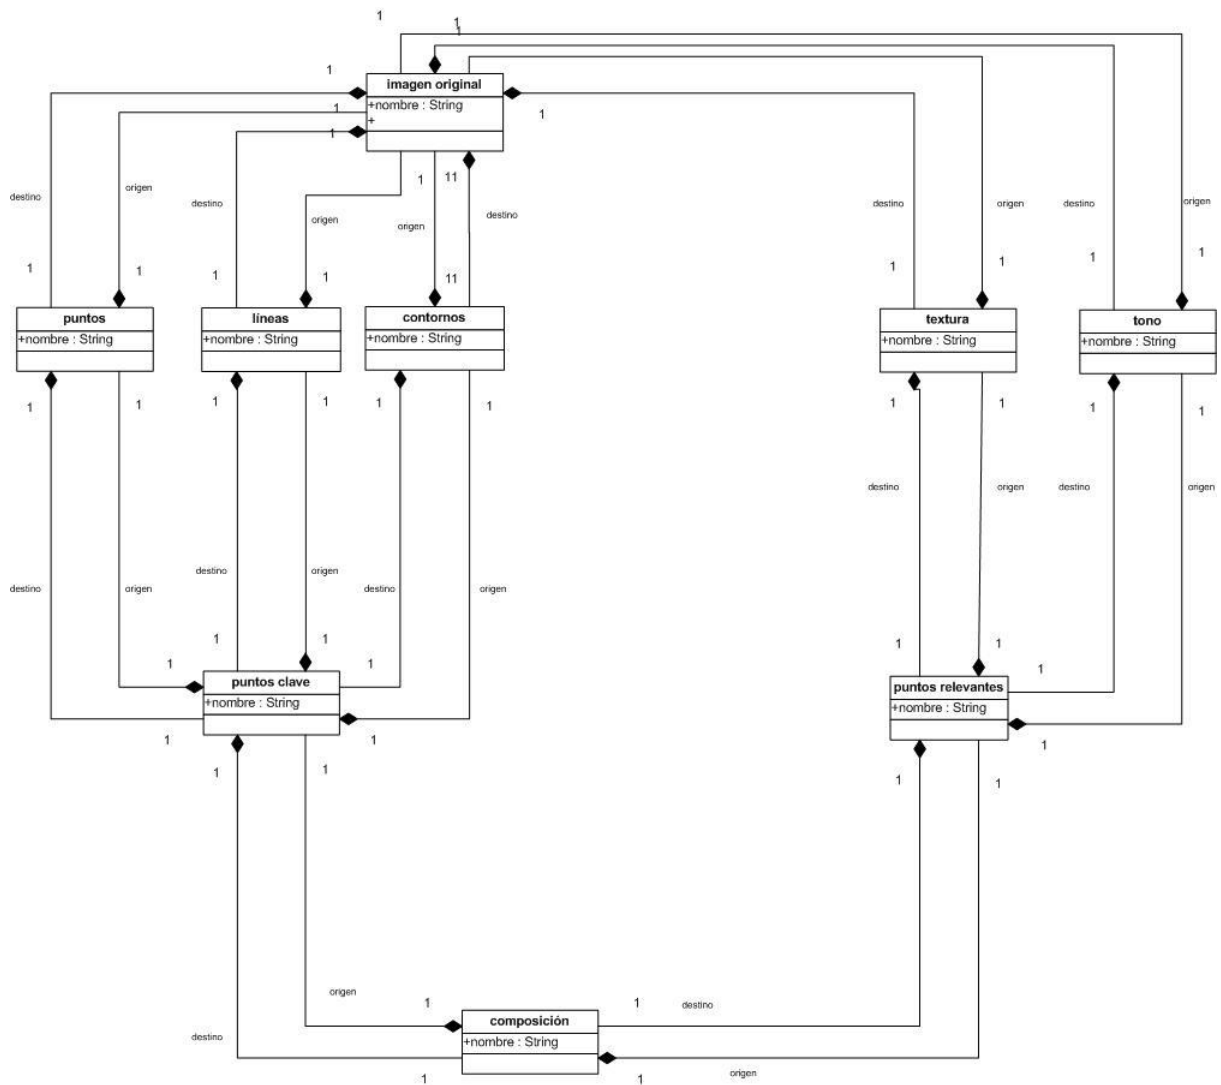 1
1
1
1
imagen original
+nombre : String
+
1
1
1
destino
origen
destino
origen
1
origen
11
destino
destino
origen
destino
origen
1
1
1
1
11
1
1
1
1
puntos
+nombre : String
líneas
+nombre : String
contornos
+nombre : String
textura
+nombre : String
tono
+nombre : String
1
1
1
1
1
1
1
1
1
1
destino
origen
destino
origen
destino
origen
destino
origen
destino
origen
1
1
1
1
1
1
1
puntos clave
+nombre : String
puntos relevantes
+nombre : String
1
1
1
1
1
1
1
origen
destino
1
1
destino
composición
+nombre : String
1
1
origen